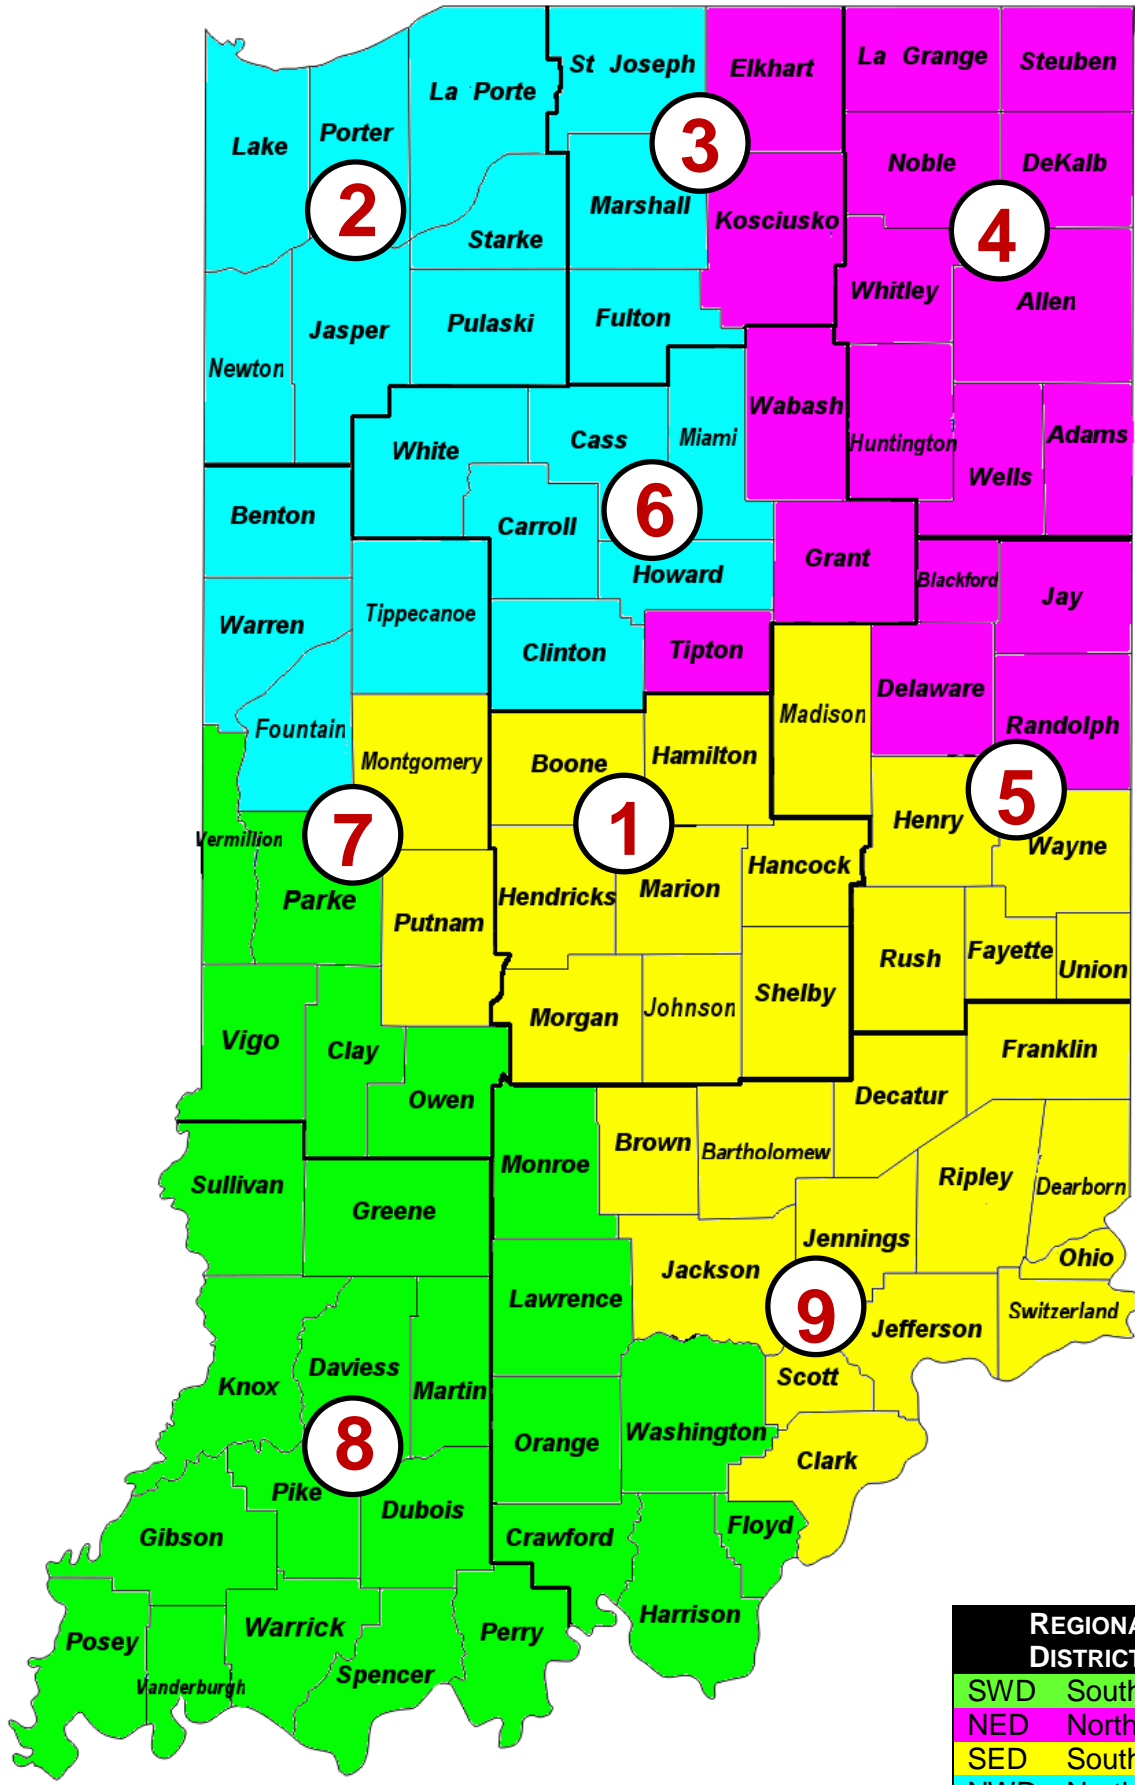 St Joseph
Elkhart
La Grange
Steuben
La Porte
Porter
Lake
3
Noble
DeKalb
2
Marshall
Kosciusko
4
Starke
Whitley
Allen
Jasper
Pulaski
Fulton
Newton
Wabash
White
Cass
Miami
Huntington
Adams
Wells
Benton
Carroll
6
Grant
Howard
Blackford
Jay
Warren
Tippecanoe
Clinton
Tipton
Delaware
Fountain
Madison
Randolph
Montgomery
Boone
Hamilton
5
Vermillion
7
1
Henry
Wayne
Parke
Hendricks
Marion
Hancock
Putnam
Rush
Fayette
Union
Vigo
Clay
Morgan
Johnson
Shelby
Franklin
Owen
Decatur
Brown
Bartholomew
Monroe
Sullivan
Ripley
Dearborn
Greene
Jennings
Ohio
Jackson
Lawrence
9
Jefferson
Switzerland
Daviess
Knox
Martin
Scott
8
Orange
Washington
Clark
Pike
Dubois
Gibson
Crawford
Floyd
Posey
Warrick
Perry
Harrison
Vanderburgh
Spencer
REGIONA
DISTRICT
SWD South
NED North
SED South